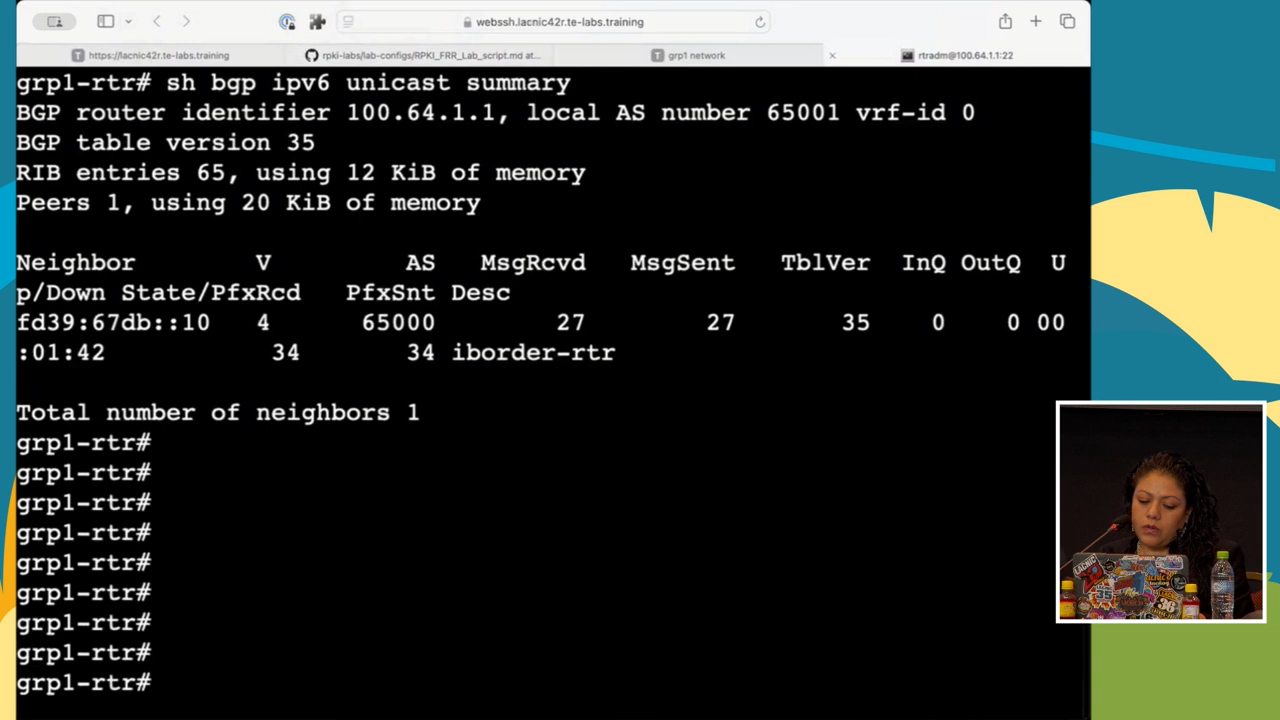 webssh.lacnic42r.te-labs.training
https://lacnic42r.te-labs.training
rpki-labs/lab-configs/RPKI_FRR_Lab_script.md at...
grp1 network
rtradm@100.64.1.1:22
grp1-rtr# sh bgp ipv6 unicast summary
BGP router identifier 100.64.1.1, local AS number 65001 vrf-id 0
BGP table version 35
RIB entries 65, using 12 KiB of memory
Peers 1, using 20 KiB of memory
Neighbor V AS MsgRcvd MsgSent TblVer InQ OutQ U
p/Down State/PfxRcd PfxSnt Desc
fd39:67db::10 4 65000 27 27 35 0 0 00
:01:42 34 34 iborder-rtr
Total number of neighbors 1
grp1-rtr#
grp1-rtr#
grp1-rtr#
grp1-rtr#
grp1-rtr#
grp1-rtr#
grp1-rtr#
grp1-rtr#
grp1-rtr#
LACNIC
35
36